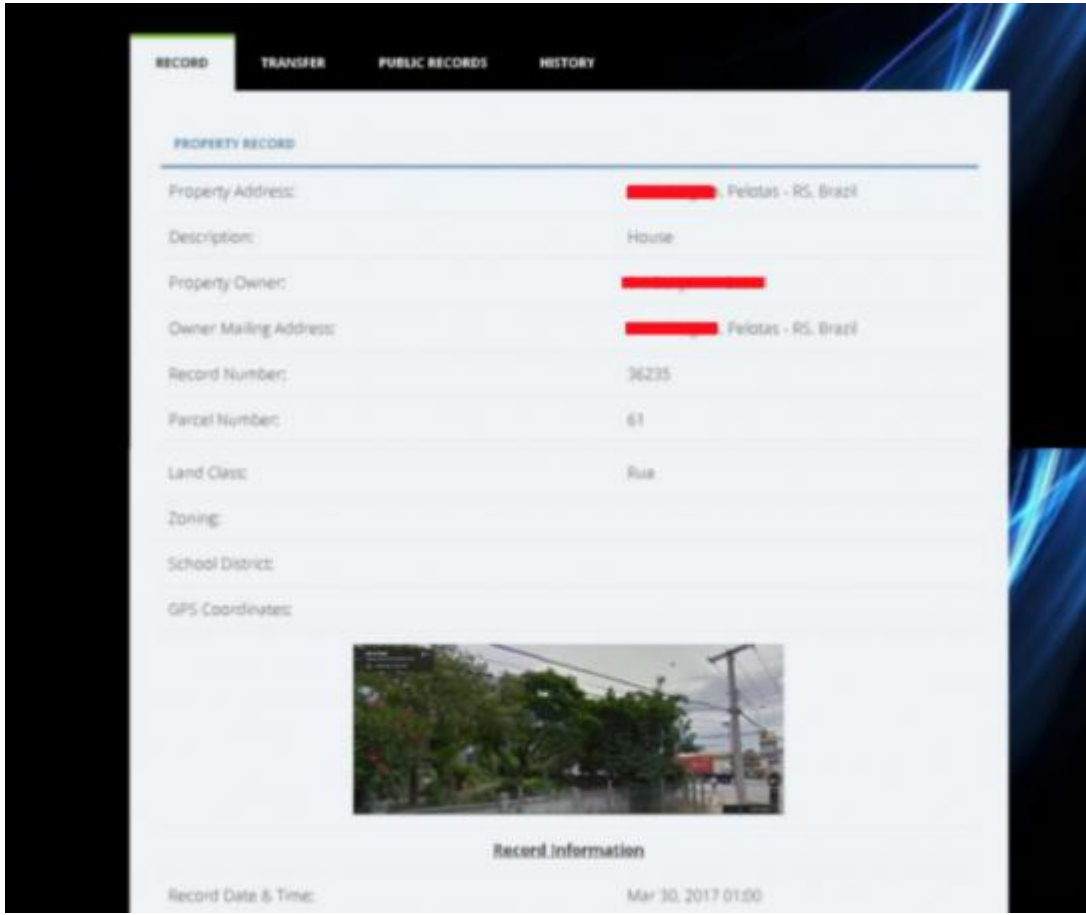 RECORD TRANSFER PUBLIC RECORDS HISTORY
PROPERTY RECORD
Property Address: , Pelotas - RS, Brazil
Description: House
Property Owner:
Owner Mailing Address: , Pelotas - RS, Brazil
Record Number: 36235
Parcel Number: 61
Land Class: Rua
Zoning:
School District:
GPS Coordinates:
Record Information
Record Date & Time: Mar 30, 2017 01:00